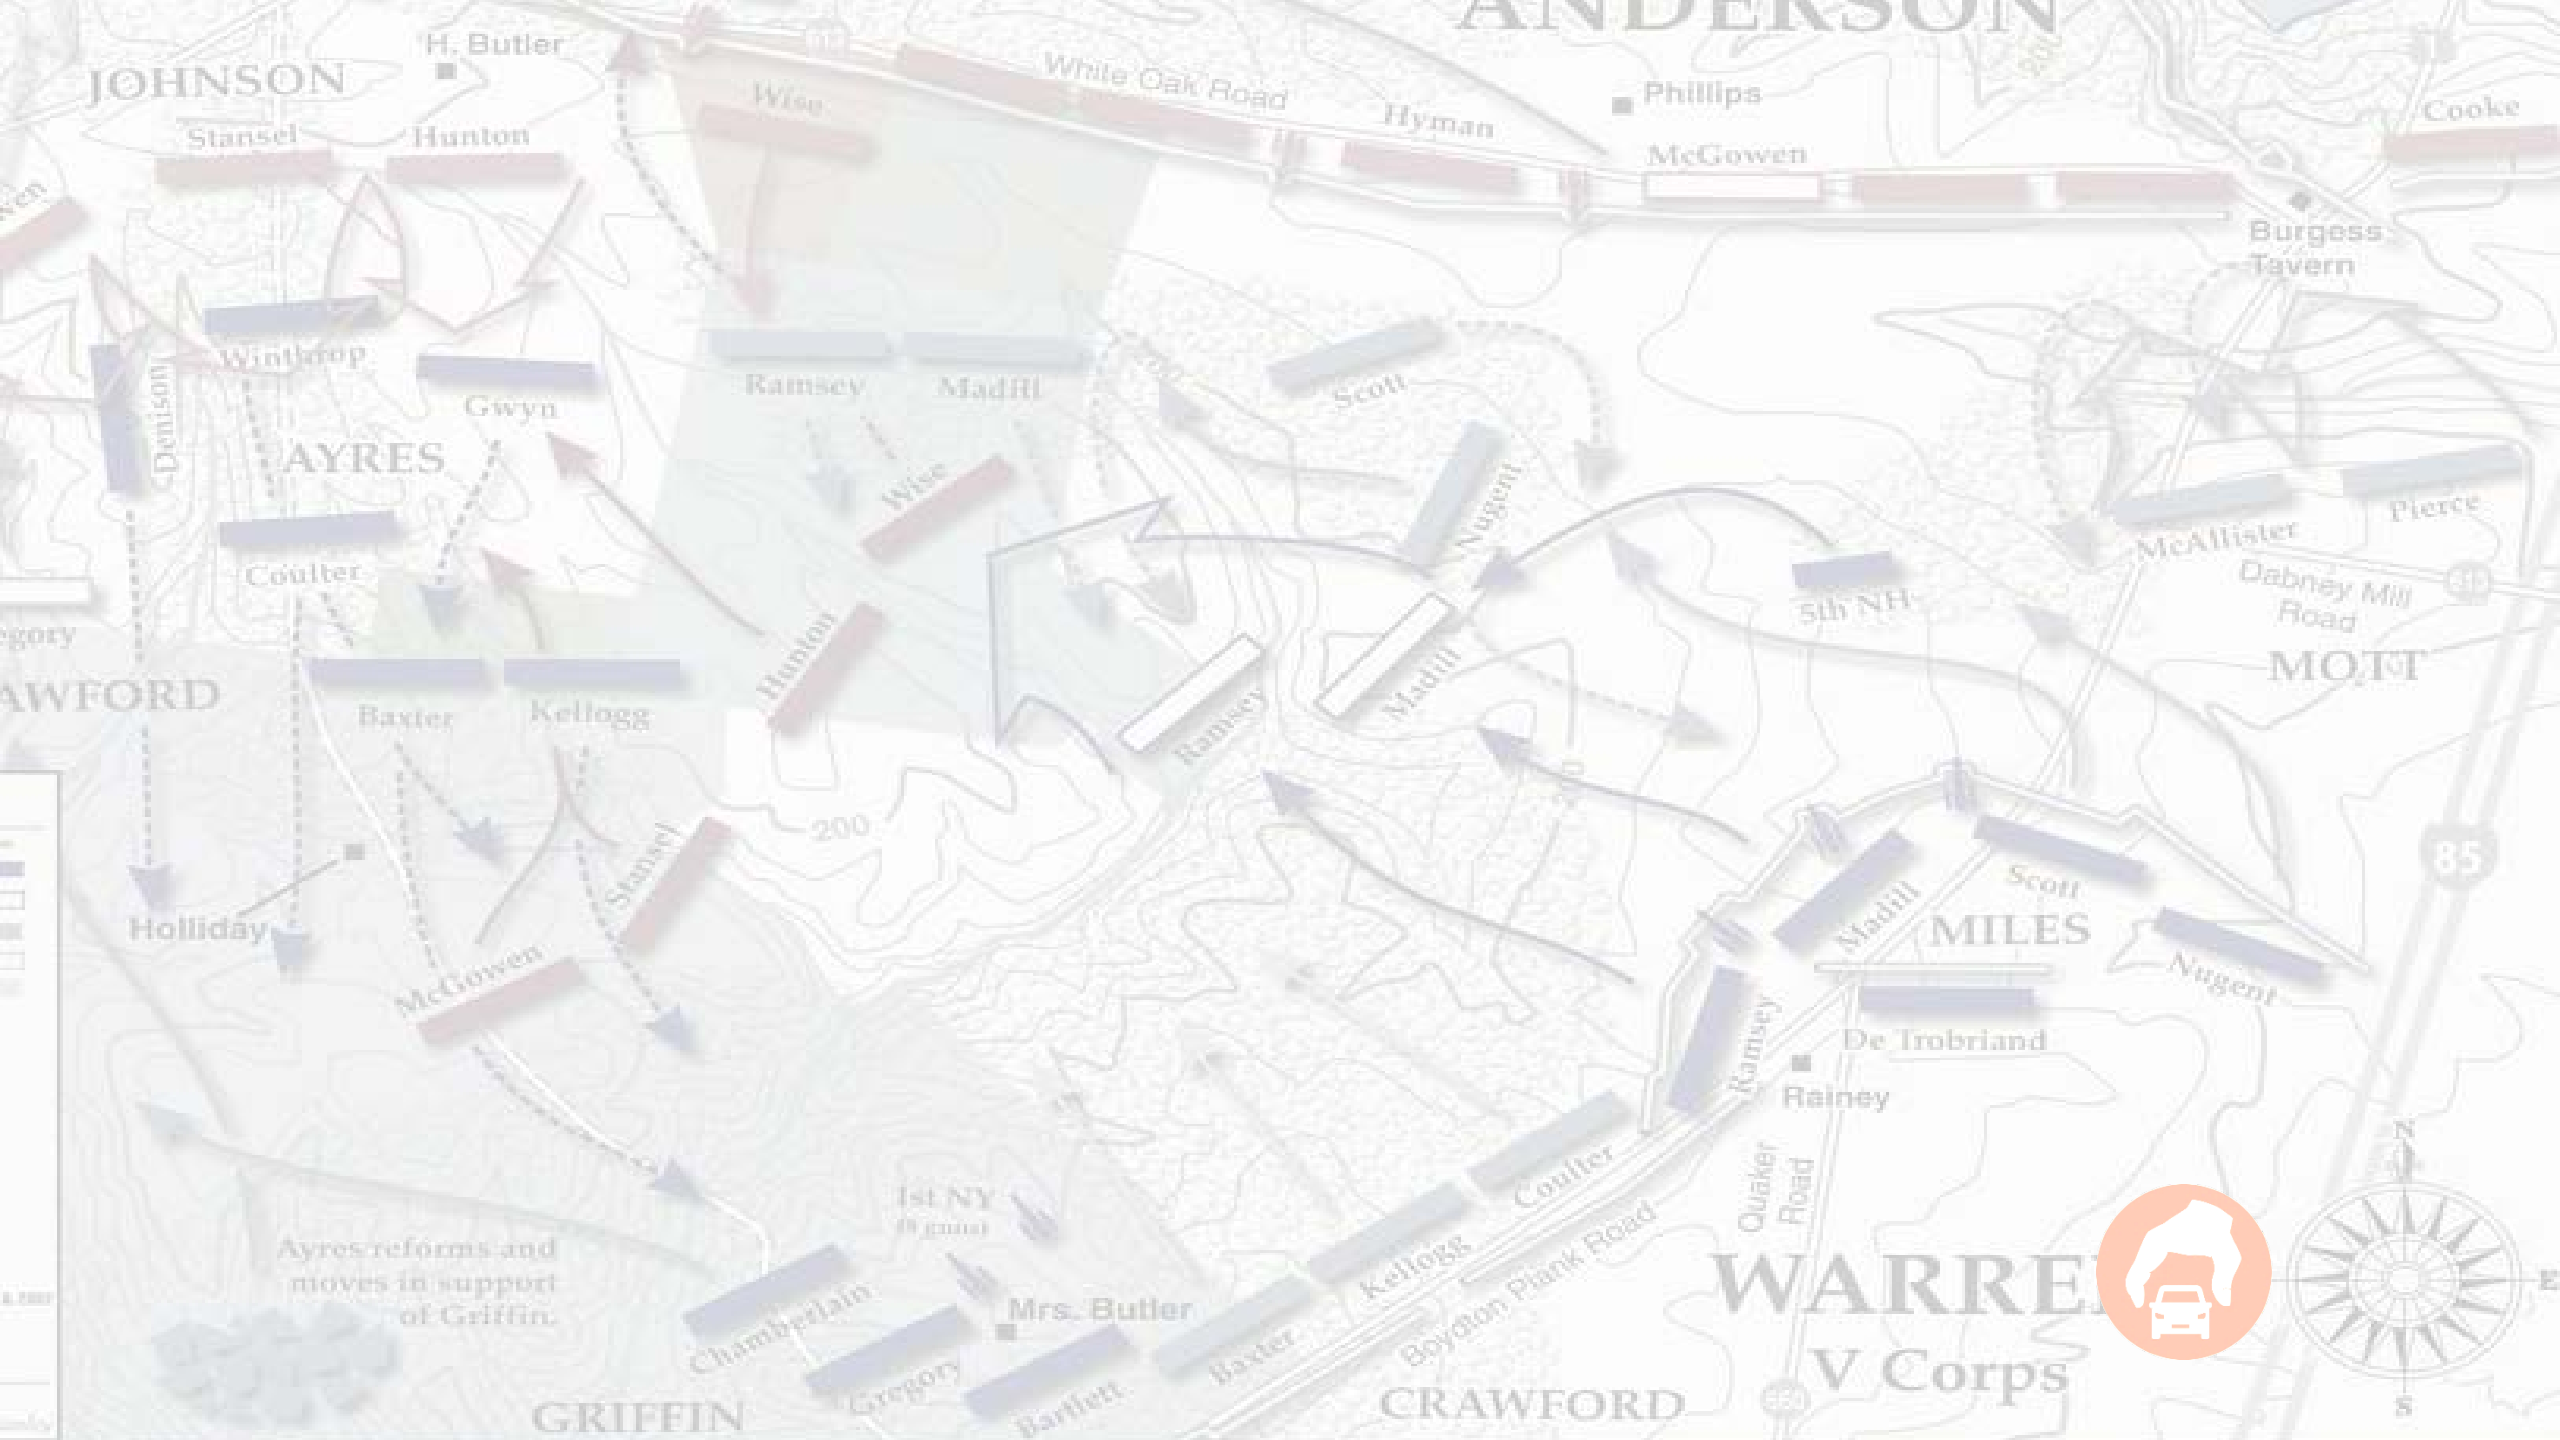 ANDERSON
H. Butler
JOHNSON
White Oak Road
Phillips
Wise
Hyman
Cooke
Stansel
Hunton
McGowen
Burgess
Tavern
Winthrop
Denison
Gwyn
Ramsey
Madill
Scott
AYRES
Wise
Nugent
Pierce
McAllister
Coulter
5th NH
Dabney Mill
Road
Hunton
MOTT
Baxter
Kellogg
Ramsey
Madill
200
85
Stansel
Scott
Madill
MILES
Holliday
Nugent
McGowen
De Trobriand
Ramsey
Rainey
N
Coulter
Quaker
Road
1st NY
Mrs. Butler
Ayres reforms and
moves in support
of Griffin.
Kellogg
Boydton Plank Road
E
Chamberlain
Gregory
Bartlett
Baxter
V Corps
GRIFFIN
CRAWFORD
S